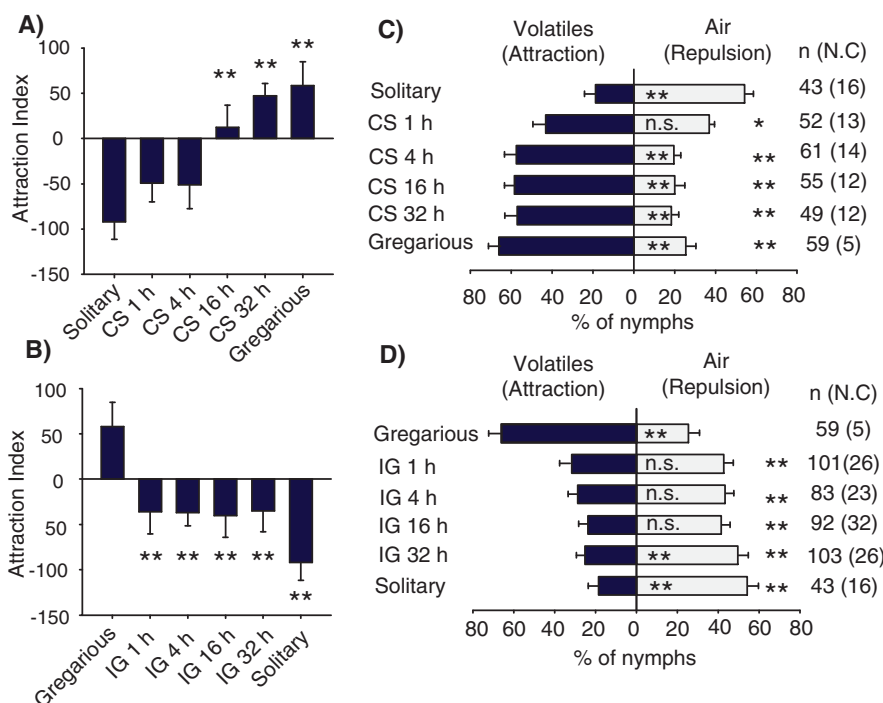 A)
100
50
0
-50
-100
-150
Attraction Index
** ** **
Solitary
CS 1 h
CS 4 h
CS 16 h
CS 32 h
Gregarious
C)
Volatiles (Attraction)
Air (Repulsion)
n (N.C)
Solitary ** 43 (16)
CS 1 h n.s. * 52 (13)
CS 4 h ** ** 61 (14)
CS 16 h ** ** 55 (12)
CS 32 h ** ** 49 (12)
Gregarious ** ** 59 (5)
80 60 40 20 0 20 40 60 80
% of nymphs
B)
100
50
0
50
-100
-150
Attraction Index
** ** ** ** **
Gregarious
IG 1 h
IG 4 h
IG 16 h
IG 32 h
Solitary
D)
Volatiles (Attraction)
Air (Repulsion)
n (N.C)
Gregarious ** 59 (5)
IG 1 h n.s. ** 101(26)
IG 4 h n.s. ** 83 (23)
IG 16 h n.s. ** 92 (32)
IG 32 h ** ** 103 (26)
Solitary ** ** 43 (16)
80 60 40 20 0 20 40 60 80
% of nymphs